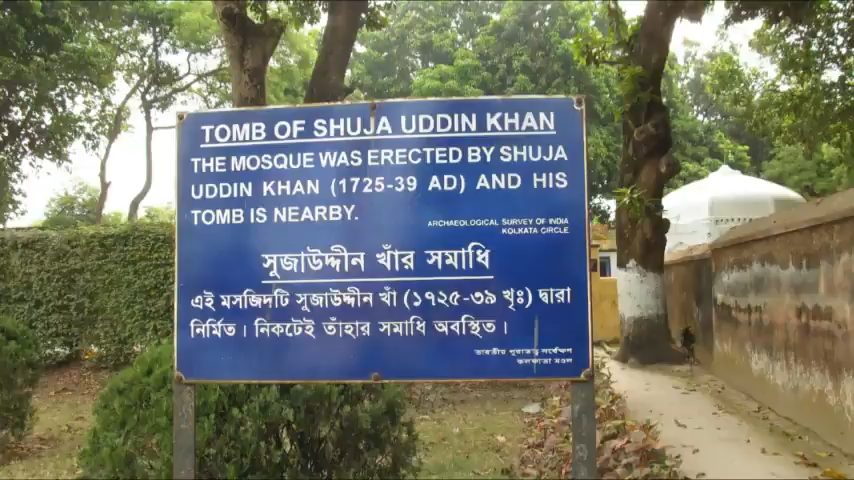 TOMB OF SHUJA UDDIN KHAN
THE MOSQUE WAS ERECTED BY SHUJA
UDDIN KHAN (1725-39 AD) AND HIS
TOMB IS NEARBY.
ARCHAEOLOGICAL SURVEY OF INDIA
KOLKATA CIRCLE.
সুজাউদ্দীন খাঁর সমাধি
এই মসজিদটি সুজাউদ্দীন খাঁ (১৭২৫-৩৯ খৃঃ) দ্বারা
নির্মিত। নিকটেই তাঁহার সমাধি অবস্থিত।
ভারতীয় পুরাতত্ত্ব সর্বেক্ষণ
কলকাতা মণ্ডল